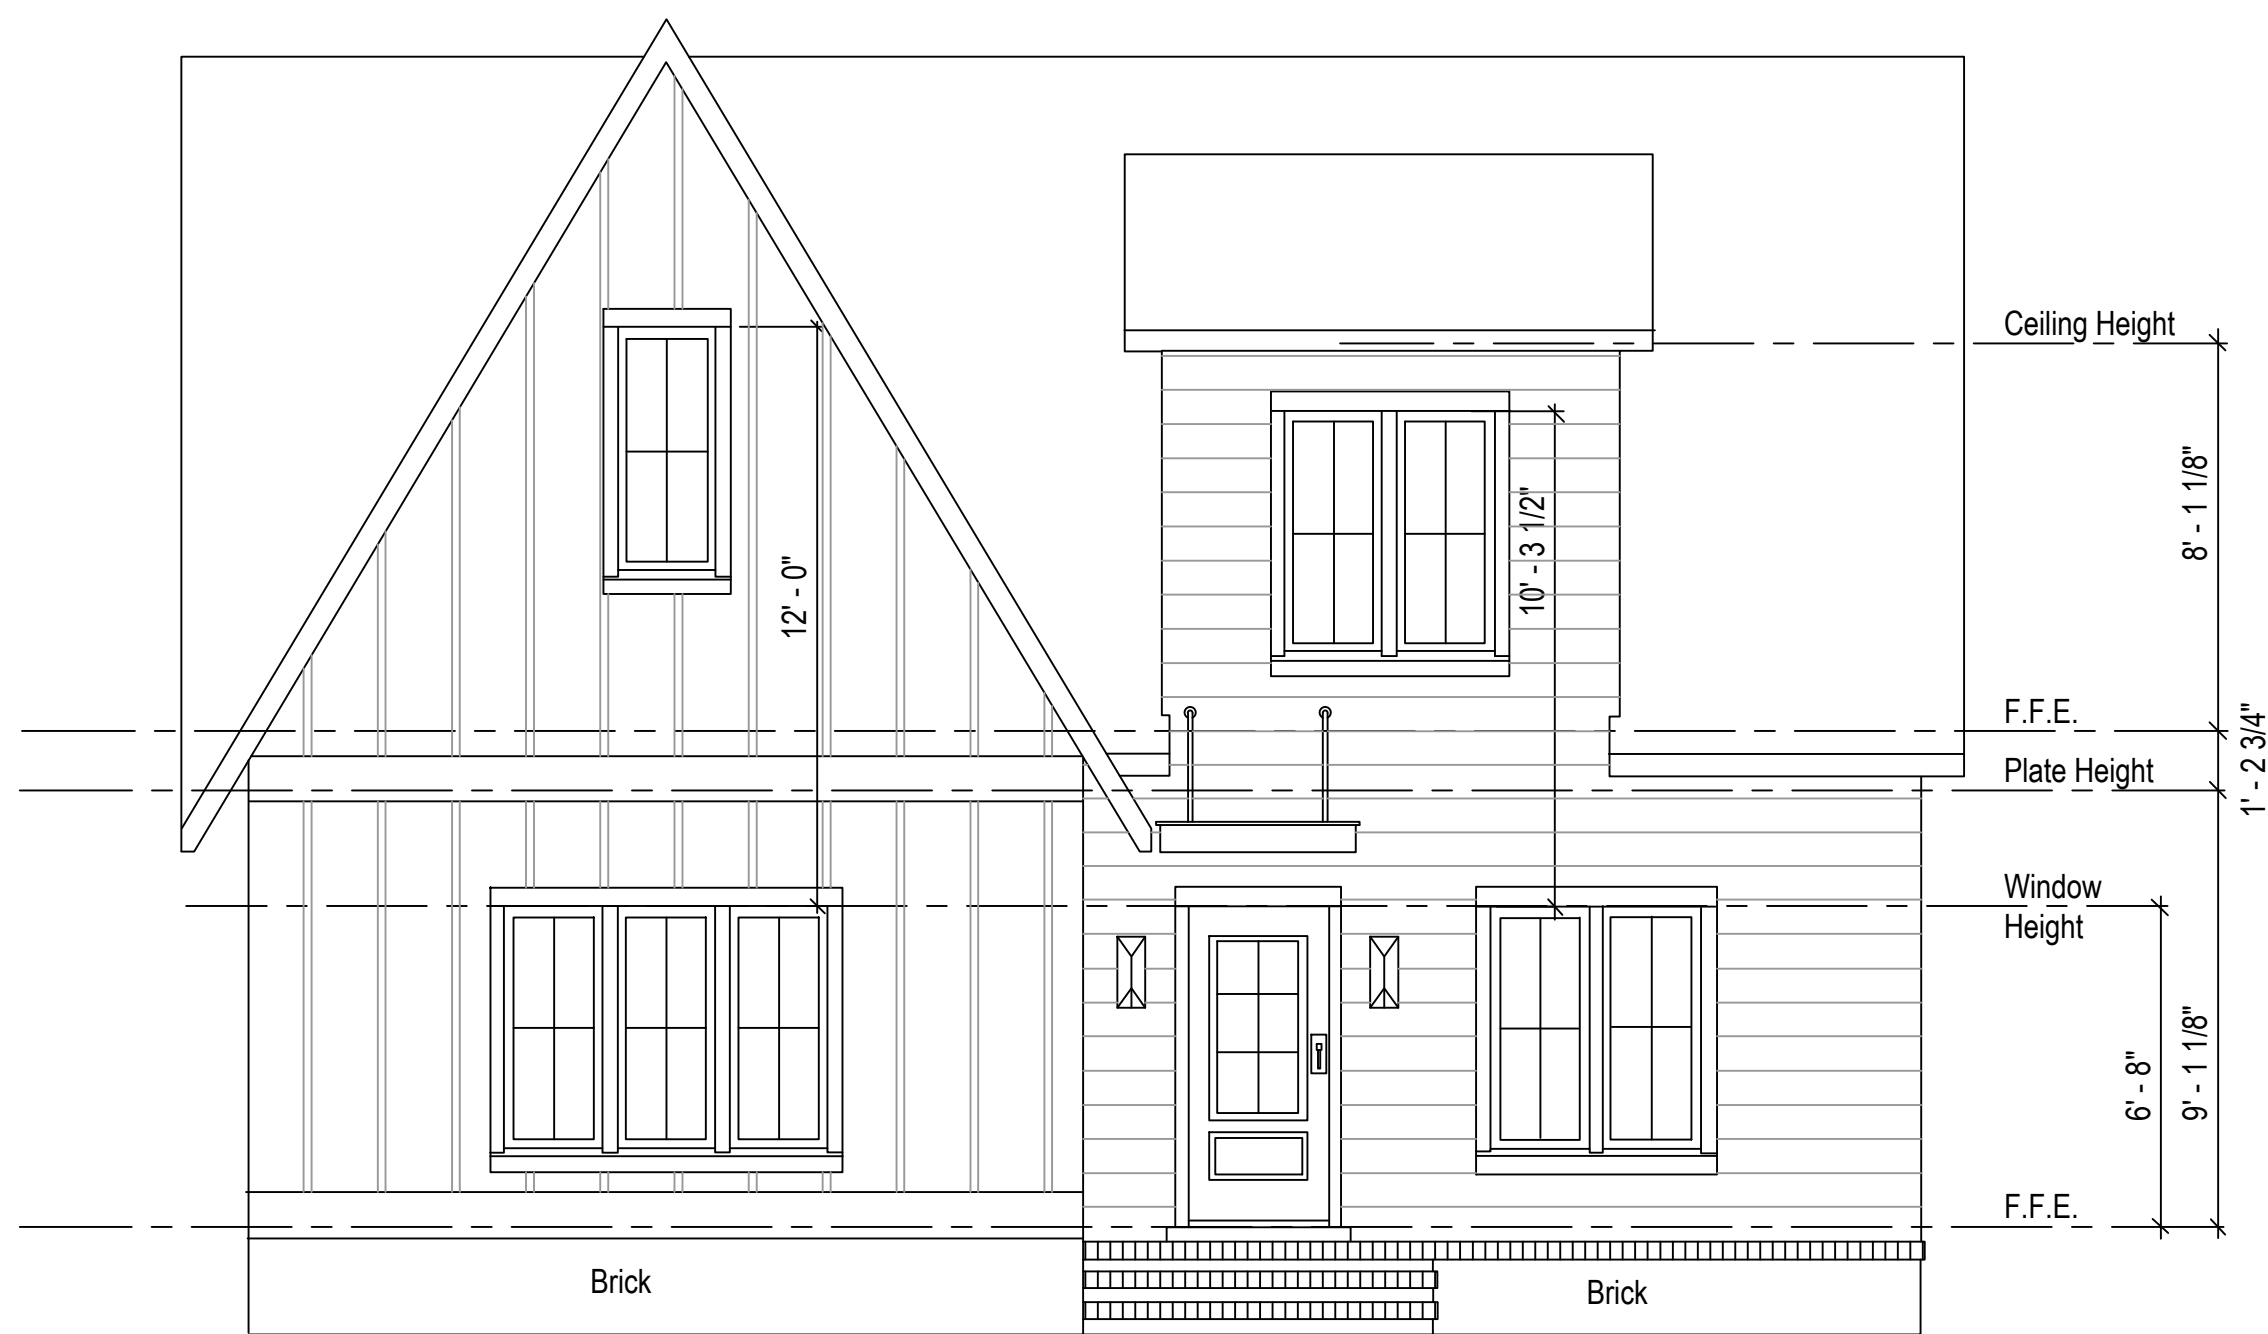 Ceiling Height
8' - 1 1/8"
10' - 3 1/2"
12' - 0"
F.F.E.
1' - 2 3/4"
Plate Height
Window
Height
6' - 8"
9' - 1 1/8"
F.F.E.
Brick
Brick